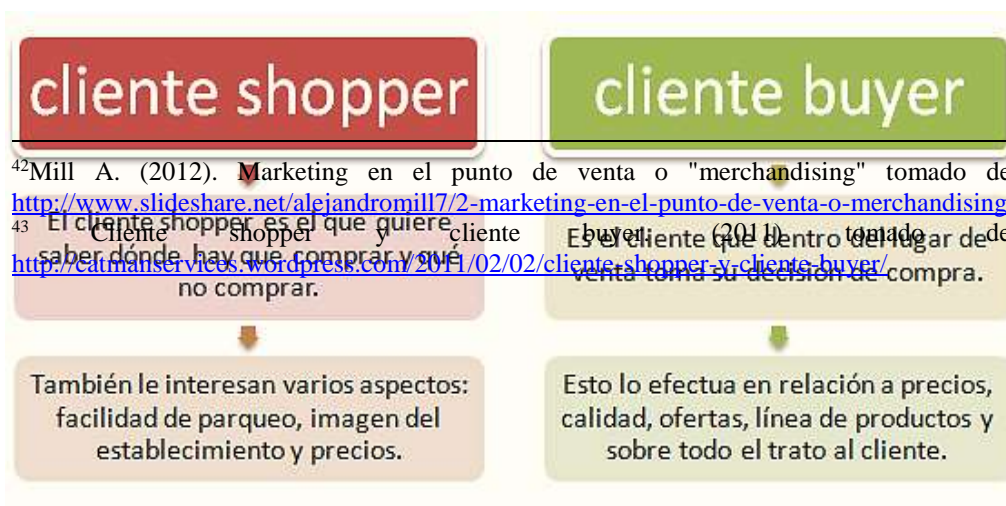 cliente shopper
cliente buyer
⁴²Mill A. (2012). Marketing en el punto de venta o "merchandising" tomado de
http://www.slideshare.net/alejandromill7/2-marketing-en-el-punto-de-venta-o-merchandising
⁴³ Cliente shopper y cliente buyer. (2011) tomado de
http://catmanservices.wordpress.com/2011/02/02/cliente-shopper-y-cliente-buyer/
El cliente shopper es el que quiere
saber dónde hay que comprar y qué
no comprar.
También le interesan varios aspectos:
facilidad de parqueo, imagen del
establecimiento y precios.
Es el cliente que dentro del lugar de
venta toma su decisión de compra.
Esto lo efectua en relación a precios,
calidad, ofertas, línea de productos y
sobre todo el trato al cliente.